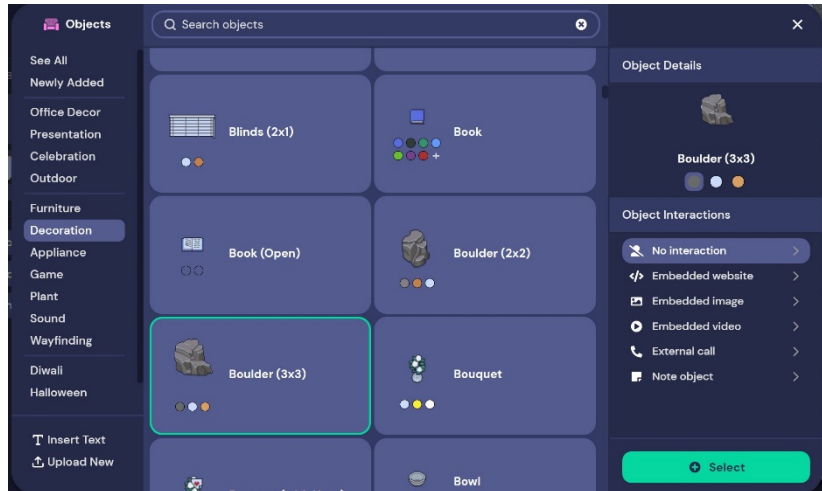 Objects
Search objects
See All
Newly Added
Office Decor
Presentation
Celebration
Outdoor
Furniture
Decoration
Appliance
Game
Plant
Sound
Wayfinding
Diwali
Halloween
Insert Text
Upload New
Blinds (2x1)
Book
Book (Open)
Boulder (2x2)
Boulder (3x3)
Bouquet
Bowl
Object Details
Boulder (3x3)
Object Interactions
No interaction
Embedded website
Embedded image
Embedded video
External call
Note object
Select